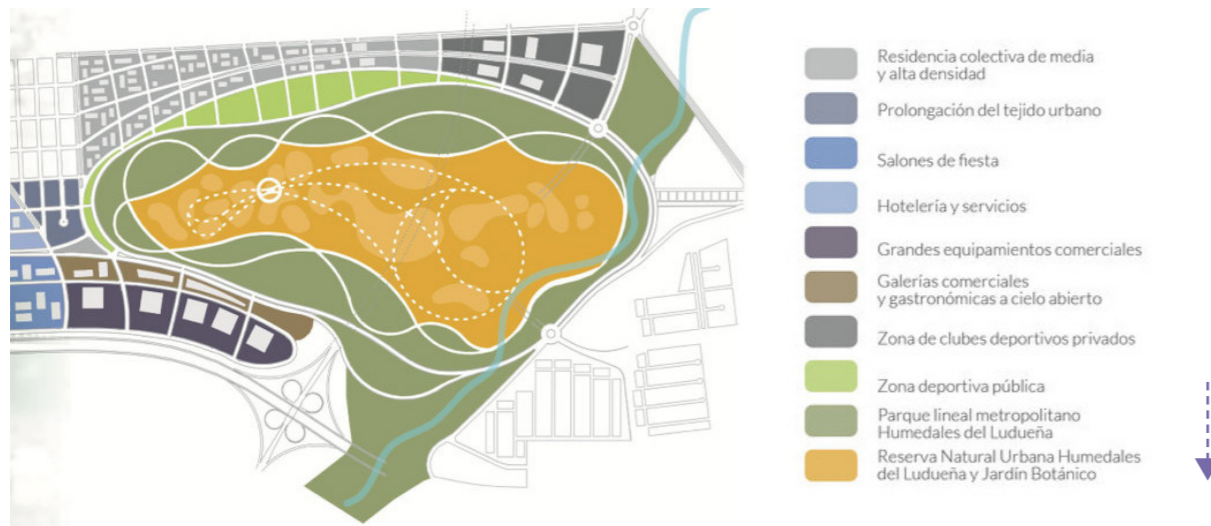 Residencia colectiva de media
y alta densidad
Prolongación del tejido urbano
Salones de fiesta
Hotelería y servicios
Grandes equipamientos comerciales
Galerías comerciales
y gastronómicas a cielo abierto
Zona de clubes deportivos privados
Zona deportiva pública
Parque lineal metropolitano
Humedales del Ludueña
Reserva Natural Urbana Humedales
del Ludueña y Jardín Botánico